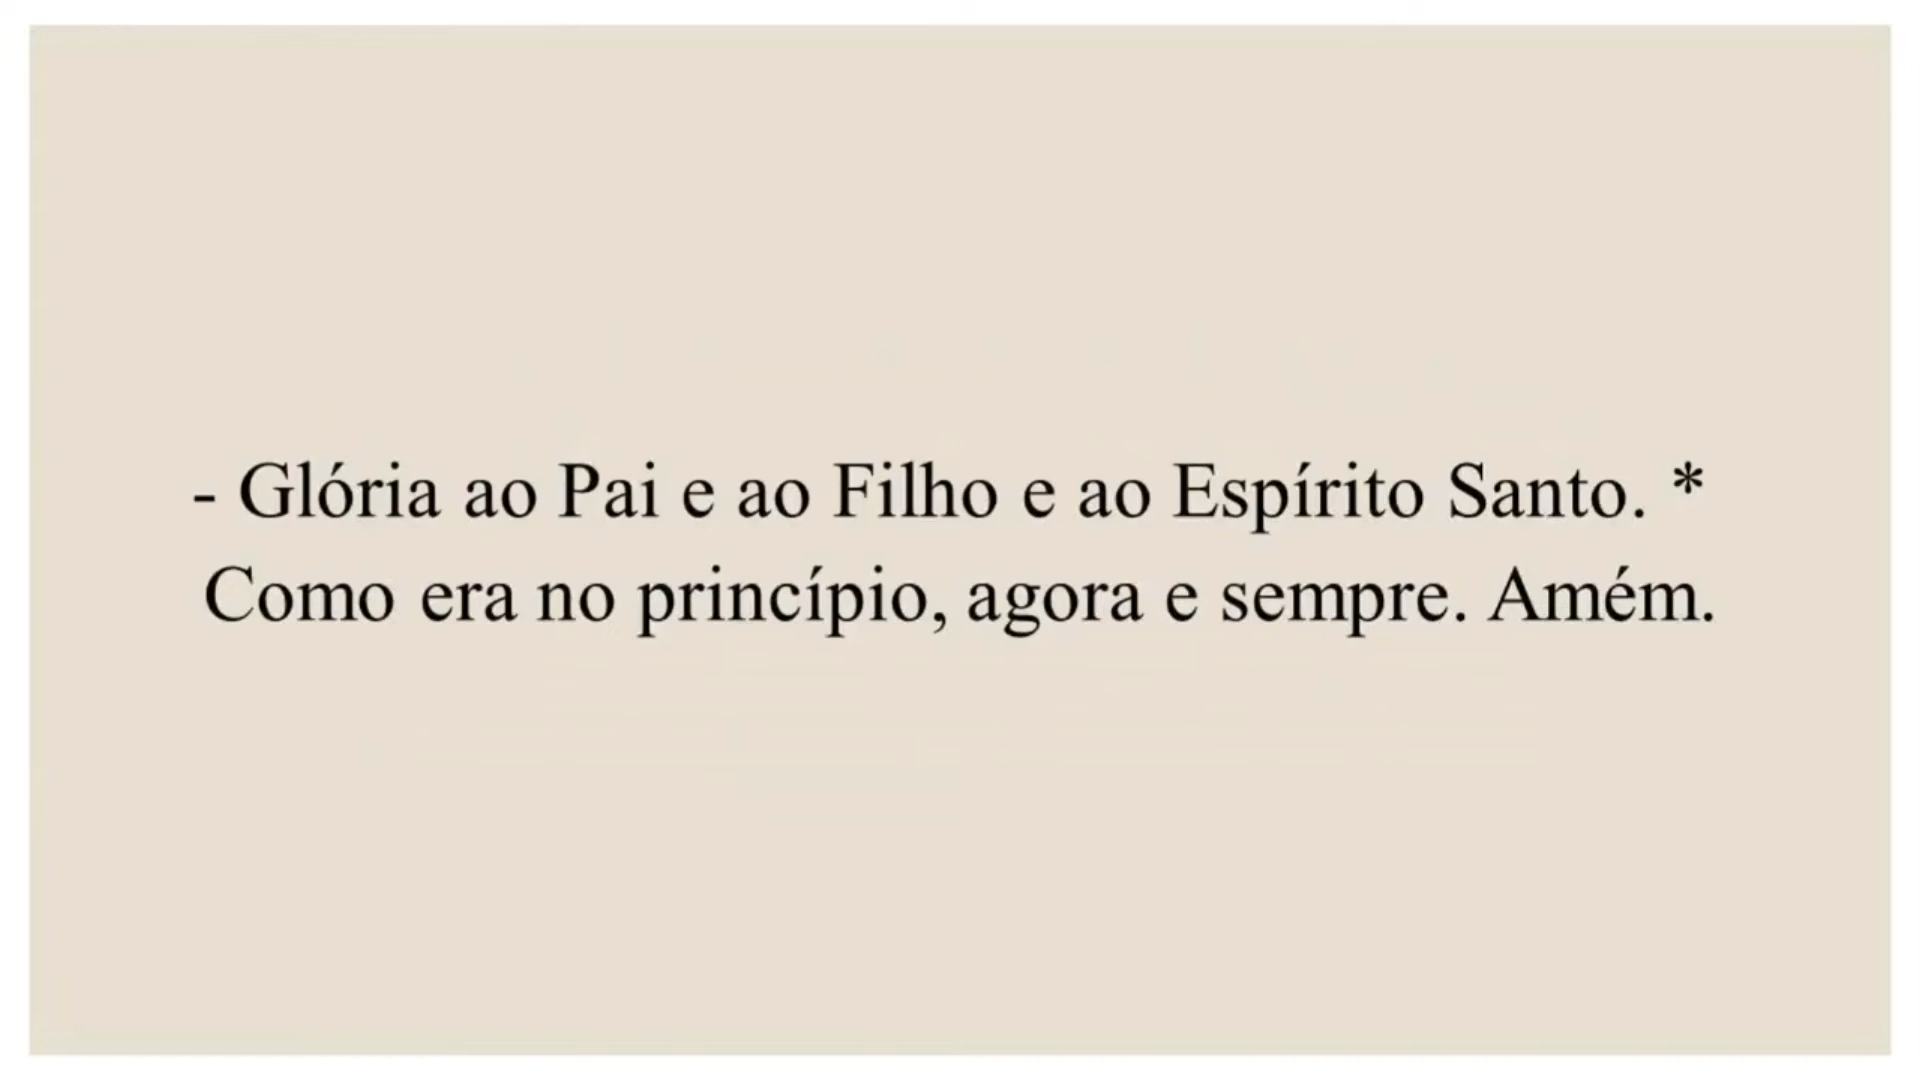 - Glória ao Pai e ao Filho e ao Espírito Santo. *
Como era no princípio, agora e sempre. Amém.